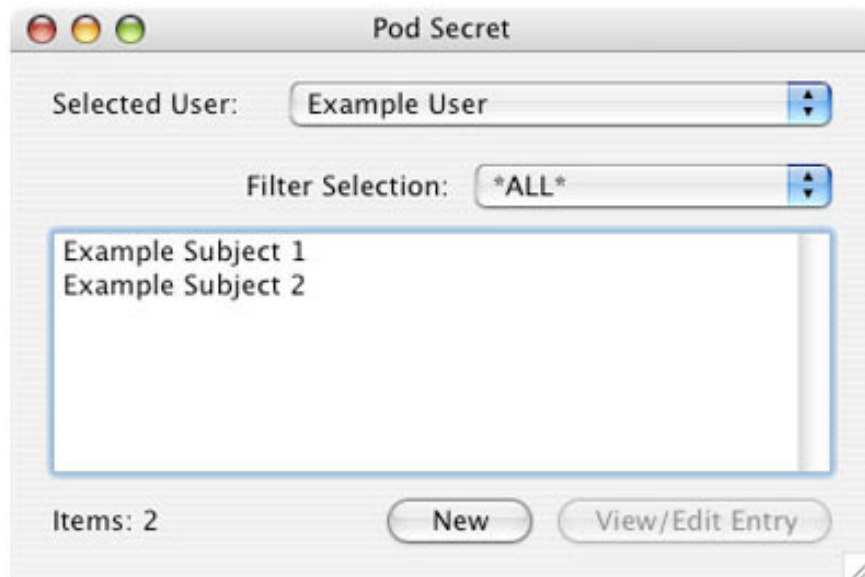 Pod Secret
Selected User: Example User
Filter Selection: *ALL*
Example Subject 1
Example Subject 2
Items: 2 New View/Edit Entry